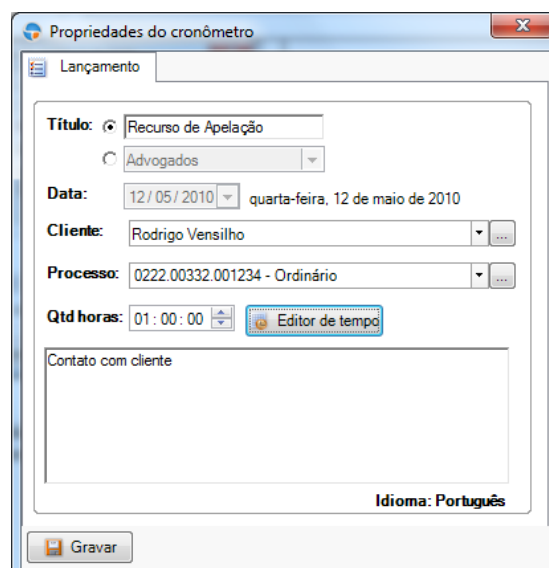 Propriedades do cronômetro
Lançamento
Título: Recurso de Apelação
Advogados
Data: 12/05/2010 quarta-feira, 12 de maio de 2010
Cliente: Rodrigo Vensilho ...
Processo: 0222.00332.001234 - Ordinário ...
Qtd horas: 01:00:00 Editor de tempo
Contato com cliente
Idioma: Português
Gravar